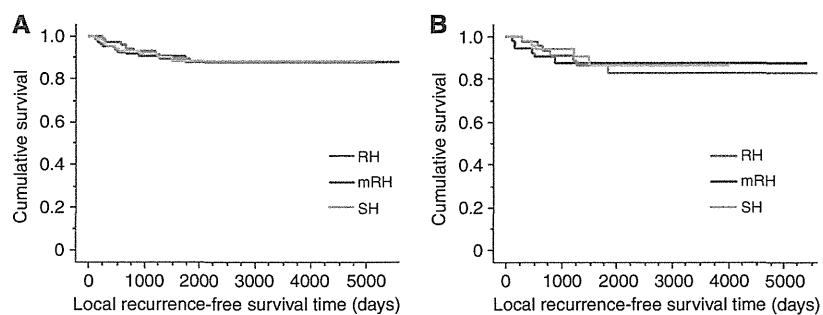 A
Cumulative survival
1.0
0.8
0.6
0.4
0.2
0
RH
mRH
SH
0 1000 2000 3000 4000 5000
Local recurrence-free survival time (days)
B
Cumulative survival
1.0
0.8
0.6
0.4
0.2
0
RH
mRH
SH
0 1000 2000 3000 4000 5000
Local recurrence-free survival time (days)